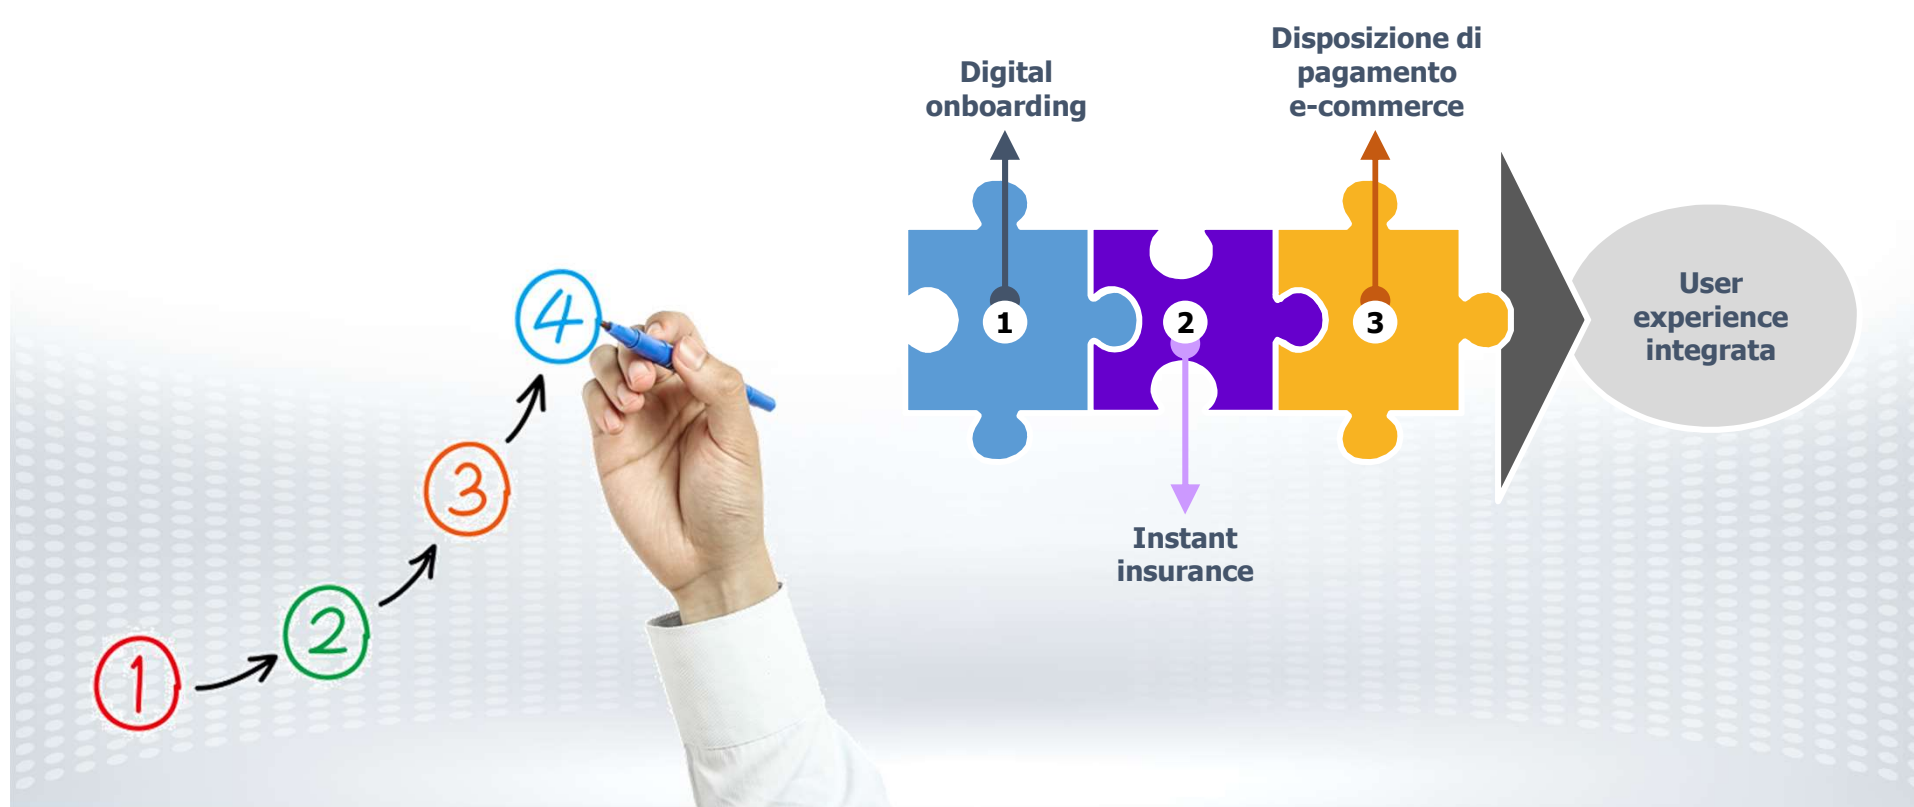 1
2
3
4
Digital
onboarding
Disposizione di
pagamento
e-commerce
1
2
3
User
experience
integrata
Instant
insurance